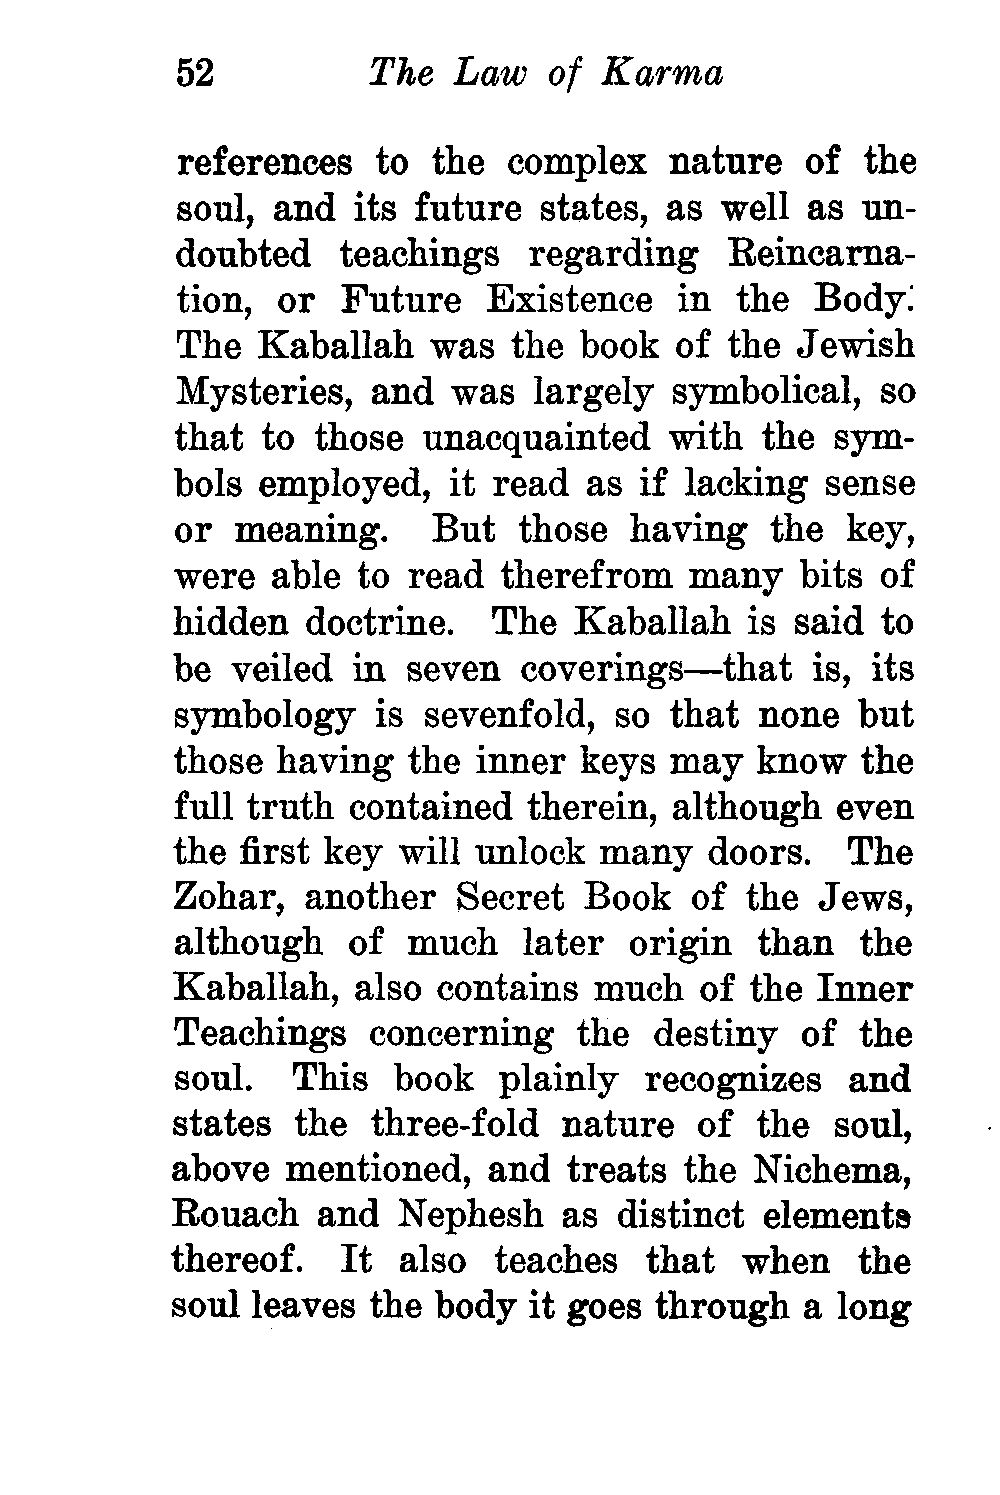 52 The Law of Karma
references to the complex nature of the
soul, and its future states, as well as un-
doubted teachings regarding Reincarna-
tion, or Future Existence in the Body.
The Kaballah was the book of the Jewish
Mysteries, and was largely symbolical, so
that to those unacquainted with the sym-
bols employed, it read as if lacking sense
or meaning. But those having the key,
were able to read therefrom many bits of
hidden doctrine. The Kaballah is said to
be veiled in seven coverings—that is, its
symbology is sevenfold, so that none but
those having the inner keys may know the
full truth contained therein, although even
the first key will unlock many doors. The
Zohar, another Secret Book of the Jews,
although of much later origin than the
Kaballah, also contains much of the Inner
Teachings concerning the destiny of the
soul. This book plainly recognizes and
states the three-fold nature of the soul,
above mentioned, and treats the Nichema,
Rouach and Nephesh as distinct elements
thereof. It also teaches that when the
soul leaves the body it goes through a long